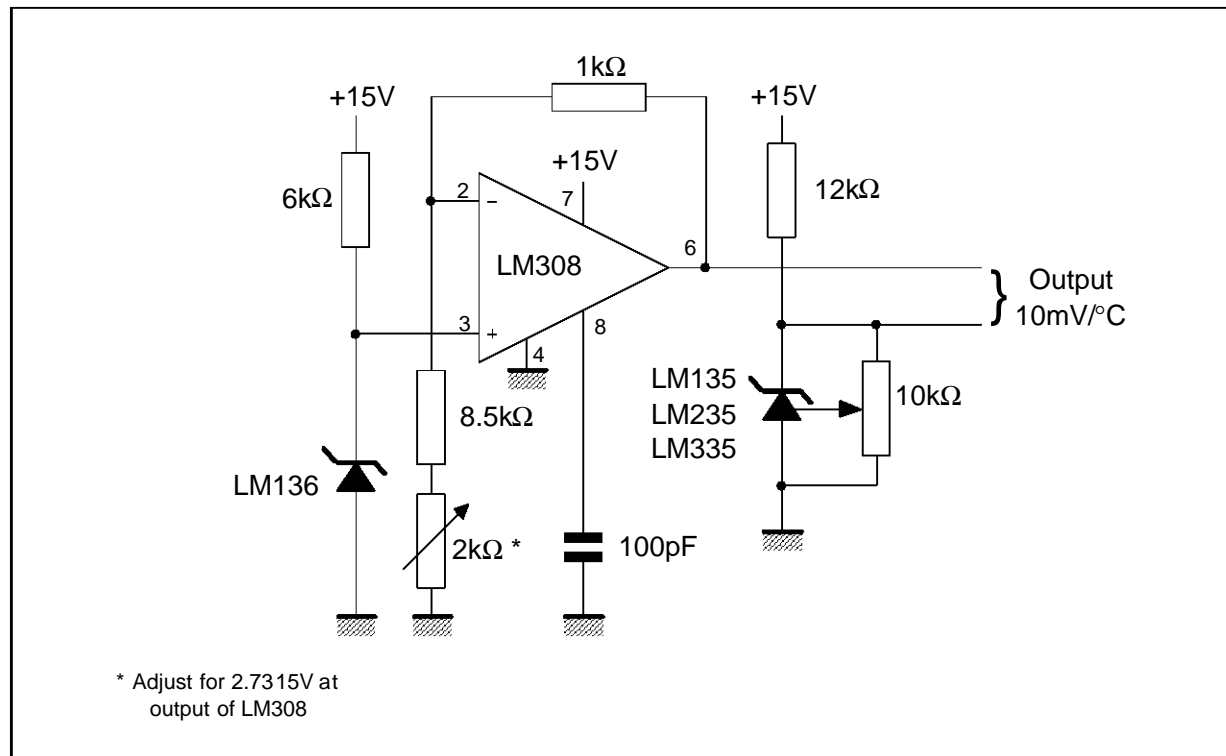 1kΩ
+15V
+15V
+15V
6kΩ
2
−
7
12kΩ
LM308
6
Output
10mV/°C
3
+
8
4
LM135
LM235
LM335
10kΩ
8.5kΩ
LM136
2kΩ *
100pF
* Adjust for 2.7315V at
output of LM308